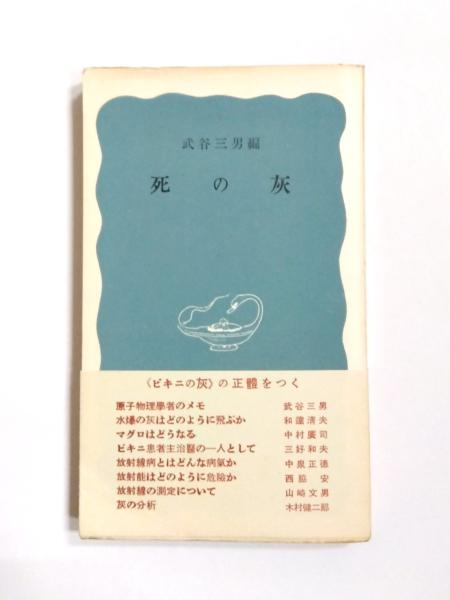 武谷三男編
死の灰
《ビキニの灰》の正體をつく
原子物理學者のメモ 武谷三男
水爆の灰はどのように飛ぶか 和達清夫
マグロはどうなる 中村廣司
ビキニ患者主治醫の一人として 三好和夫
放射線病とはどんな病氣か 中泉正徳
放射能はどのように危險か 西脇安
放射線の測定について 山崎文男
灰の分析 木村健二郎